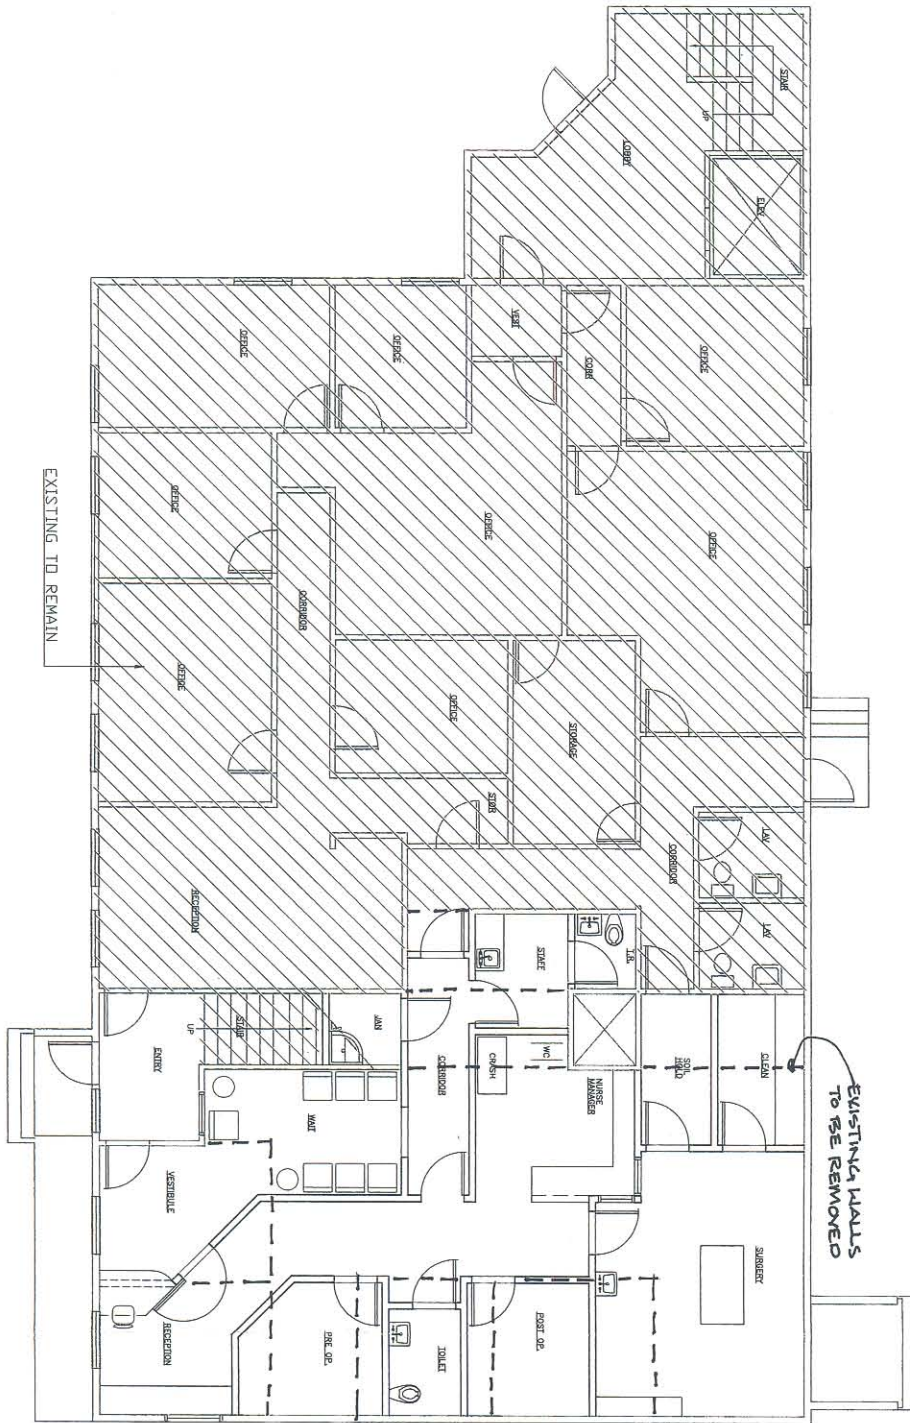 STAIR
UP
LOBBY
ELEV
OFFICE
OFFICE
VEST
CORR
OFFICE
OFFICE
OFFICE
OFFICE
EXISTING TO REMAIN
CORRIDOR
OFFICE
OFFICE
STORAGE
STOR
LAV
CORRIDOR
RECEPTION
LAV
T.R.
STAFF
JAN
STAIR
UP
ENTRY
CORRIDOR
WC
CRASH
NURSE
MANAGER
SOIL
HOLD
CLEAN
EXISTING WALLS
TO BE REMOVED
WAIT
VESTIBULE
SURGERY
RECEPTION
PRE OP.
TOILET
POST OP.